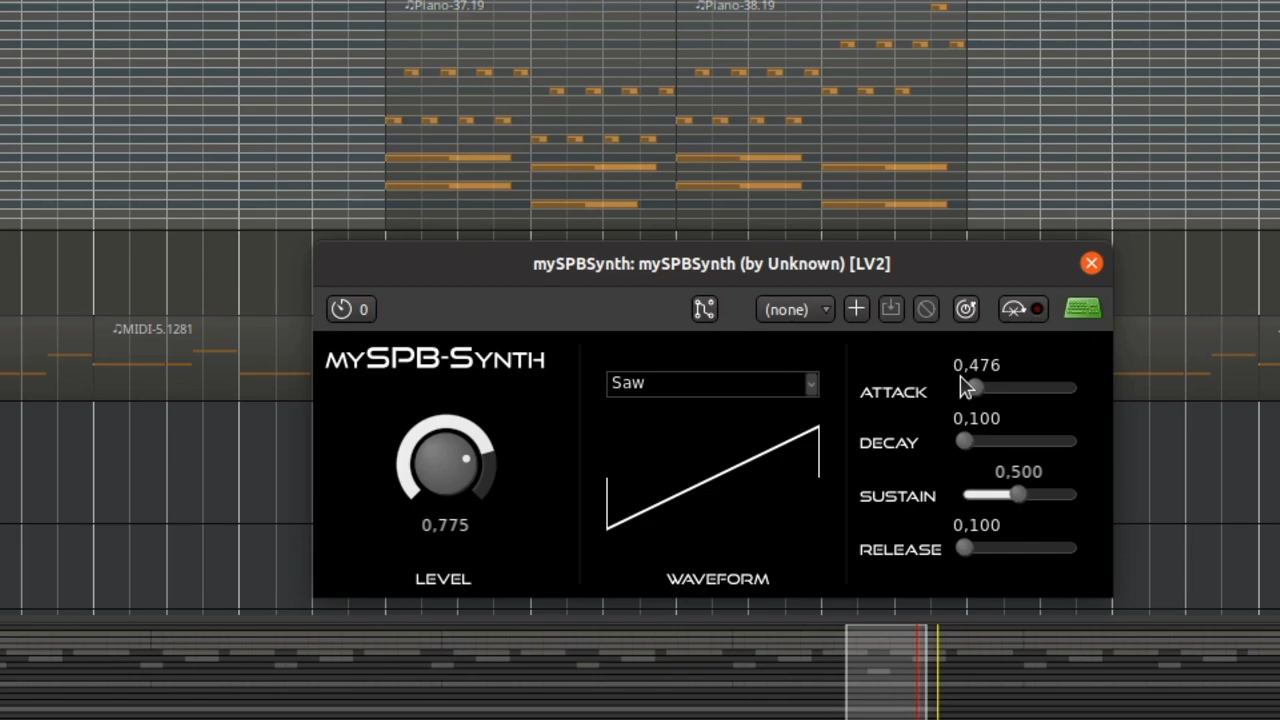 Piano-37.19
Piano-38.19
mySPBSynth: mySPBSynth (by Unknown) [LV2]
0
(none)
MIDI-5.1281
mySPB-Synth
Saw
0,476
ATTACK
0,100
DECAY
0,500
SUSTAIN
0,775
0,100
RELEASE
LEVEL
WAVEFORM